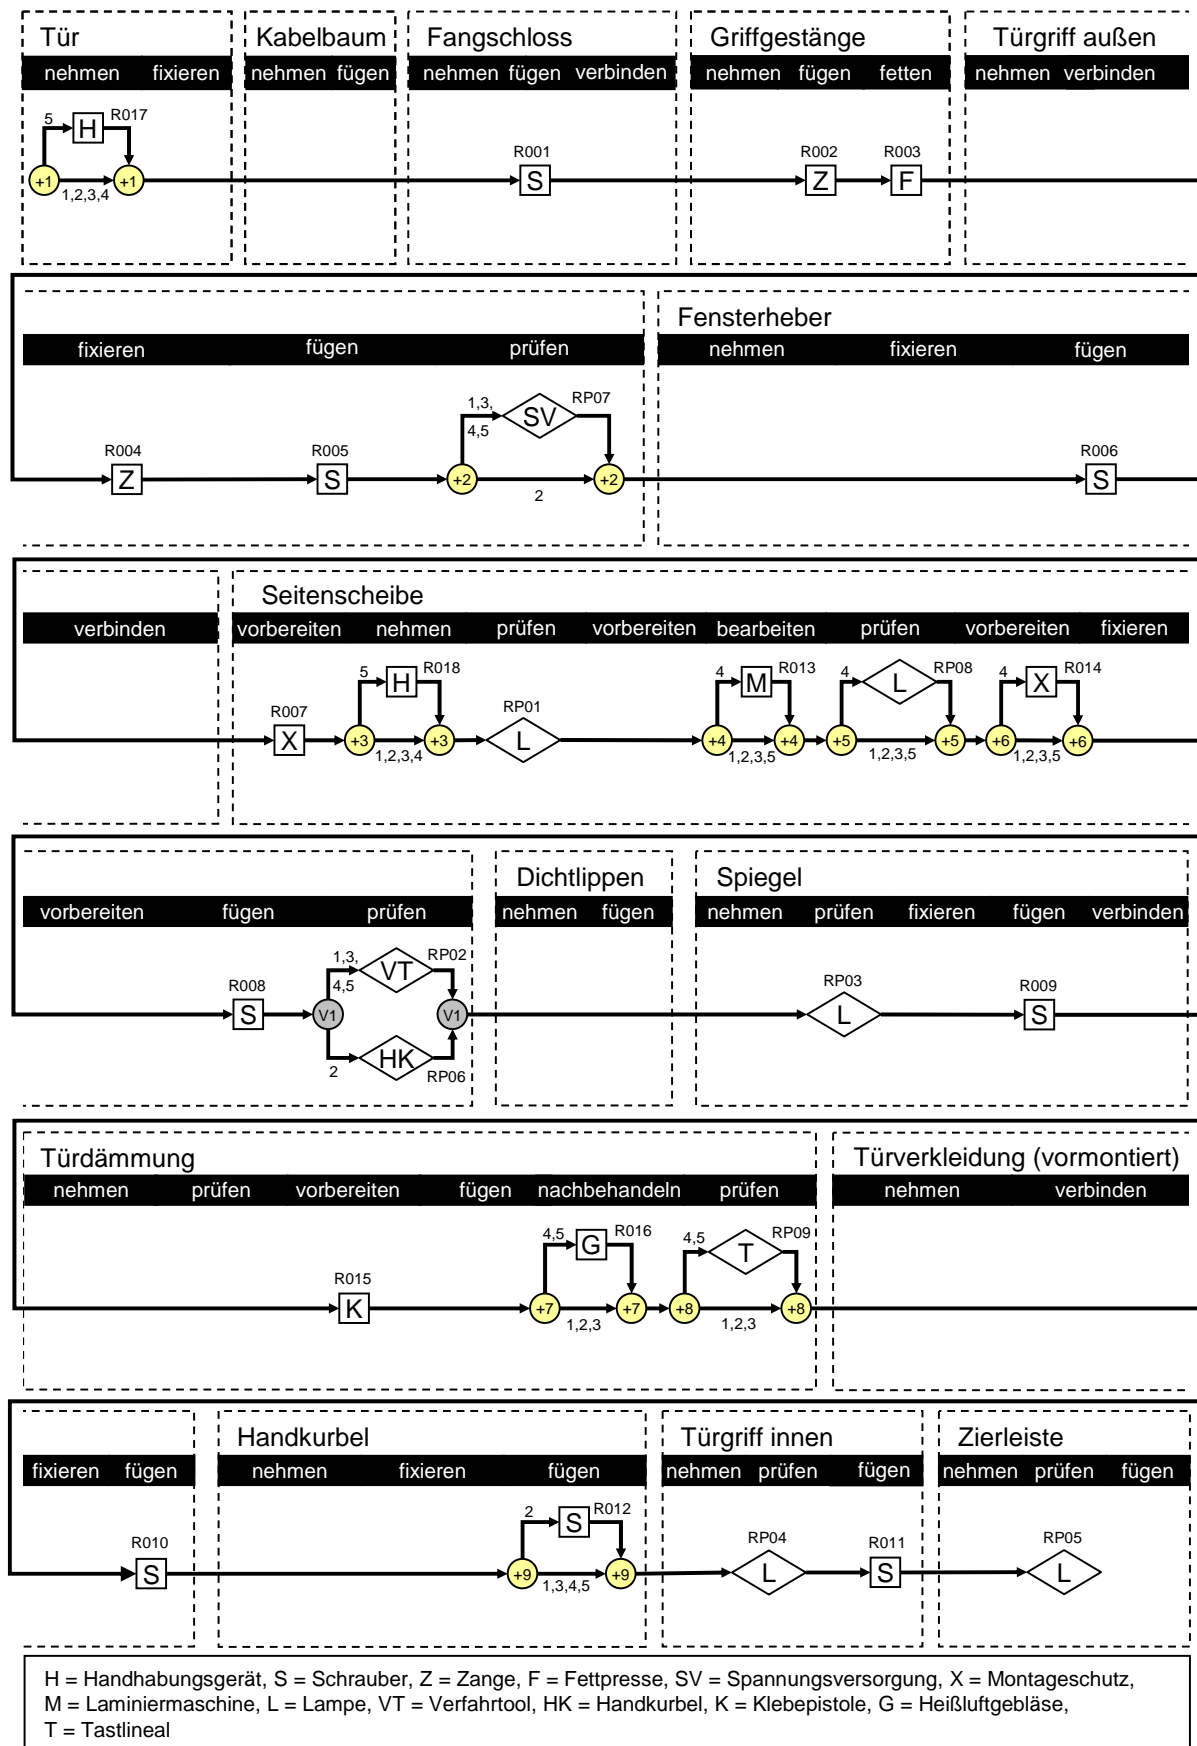 Tür Kabelbaum Fangschloss Griffgestänge Türgriff außen
nehmen fixieren nehmen fügen nehmen fügen verbinden nehmen fügen fetten nehmen verbinden
5 H R017
R001 R002 R003
+1 +1 S Z F
1,2,3,4
Fensterheber
fixieren fügen prüfen nehmen fixieren fügen
1,3, SV RP07
4,5
R004 R005 R006
Z S +2 +2 S
2
Seitenscheibe
verbinden vorbereiten nehmen prüfen vorbereiten bearbeiten prüfen vorbereiten fixieren
5 H R018 4 M R013 4 L RP08 4 X R014
R007 RP01
X +3 +3 L +4 +4 +5 +5 +6 +6
1,2,3,4 1,2,3,5 1,2,3,5 1,2,3,5
Dichtlippen Spiegel
vorbereiten fügen prüfen nehmen fügen nehmen prüfen fixieren fügen verbinden
1,3, VT RP02
4,5
R008 RP03 R009
S V1 V1 L S
2 HK RP06
Türdämmung Türverkleidung (vormontiert)
nehmen prüfen vorbereiten fügen nachbehandeln prüfen nehmen verbinden
4,5 G R016 4,5 T RP09
R015
K +7 +7 +8 +8
1,2,3 1,2,3
Handkurbel Türgriff innen Zierleiste
fixieren fügen nehmen fixieren fügen nehmen prüfen fügen nehmen prüfen fügen
2 S R012
R010 RP04 R011 RP05
S +9 +9 L S L
1,3,4,5
H = Handhabungsgerät, S = Schrauber, Z = Zange, F = Fettpresse, SV = Spannungsversorgung, X = Montageschutz,
M = Laminiermaschine, L = Lampe, VT = Verfahrtool, HK = Handkurbel, K = Klebepistole, G = Heißluftgebläse,
T = Tastlineal